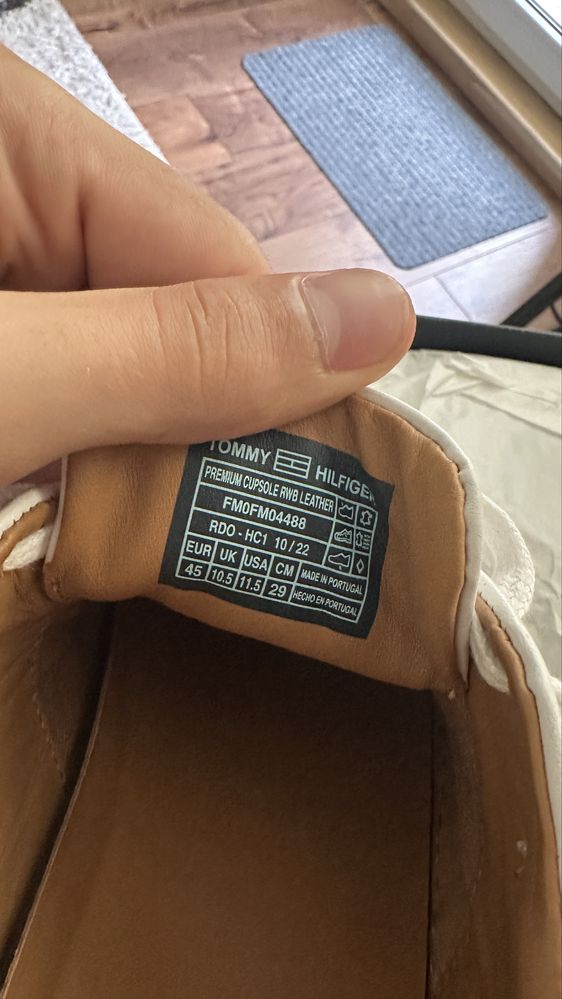 TOMMY HILFIGER
PREMIUM CUPSOLE RWB LEATHER
FM0FM04488
RDO - HC1 10 / 22
EUR UK USA CM MADE IN PORTUGAL
45 10.5 11.5 29 HECHO EN PORTUGAL